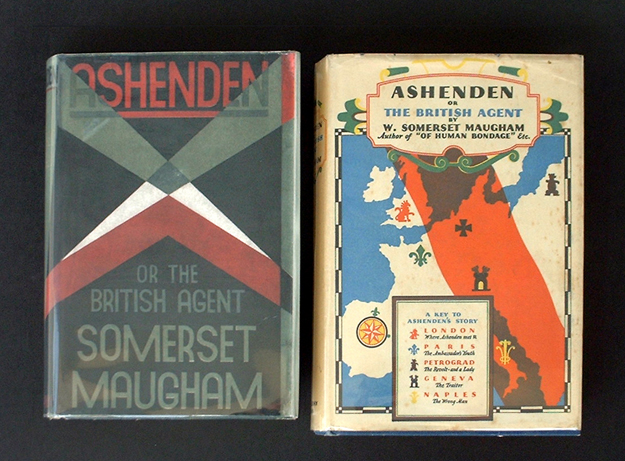 ASHENDEN
OR THE
BRITISH AGENT
SOMERSET
MAUGHAM
ASHENDEN
OR
THE BRITISH AGENT
BY
W. SOMERSET MAUGHAM
Author of "OF HUMAN BONDAGE" Etc.
A KEY TO
ASHENDEN'S STORY
LONDON
Where Ashenden met R
PARIS
The Ambassador's Youth
PETROGRAD
The Revolt-and a Lady
GENEVA
The Traitor
NAPLES
The Wrong Man